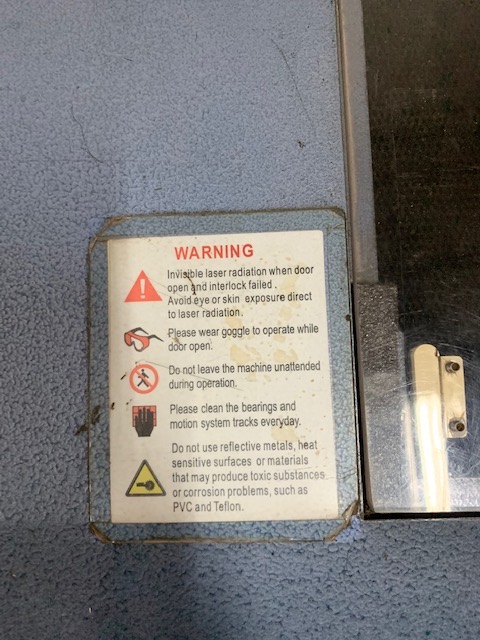 WARNING
Invisible laser radiation when door
open and interlock failed .
Avoid eye or skin exposure direct
to laser radiation.
Please wear goggle to operate while
door open.
Do not leave the machine unattended
during operation.
Please clean the bearings and
motion system tracks everyday.
Do not use reflective metals, heat
sensitive surfaces or materials
that may produce toxic substances
or corrosion problems, such as
PVC and Teflon.